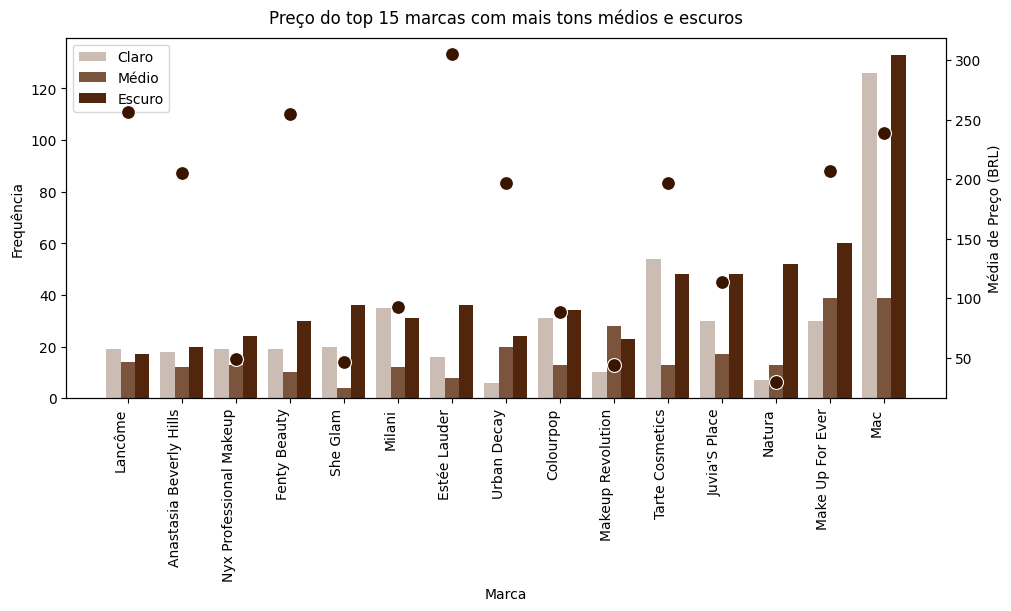 Preço do top 15 marcas com mais tons médios e escuros
Claro
Médio
Escuro
Frequência
0
20
40
60
80
100
120
50
100
150
200
250
300
Média de Preço (BRL)
Lancôme
Anastasia Beverly Hills
Nyx Professional Makeup
Fenty Beauty
She Glam
Milani
Estée Lauder
Urban Decay
Colourpop
Makeup Revolution
Tarte Cosmetics
Juvia'S Place
Natura
Make Up For Ever
Mac
Marca